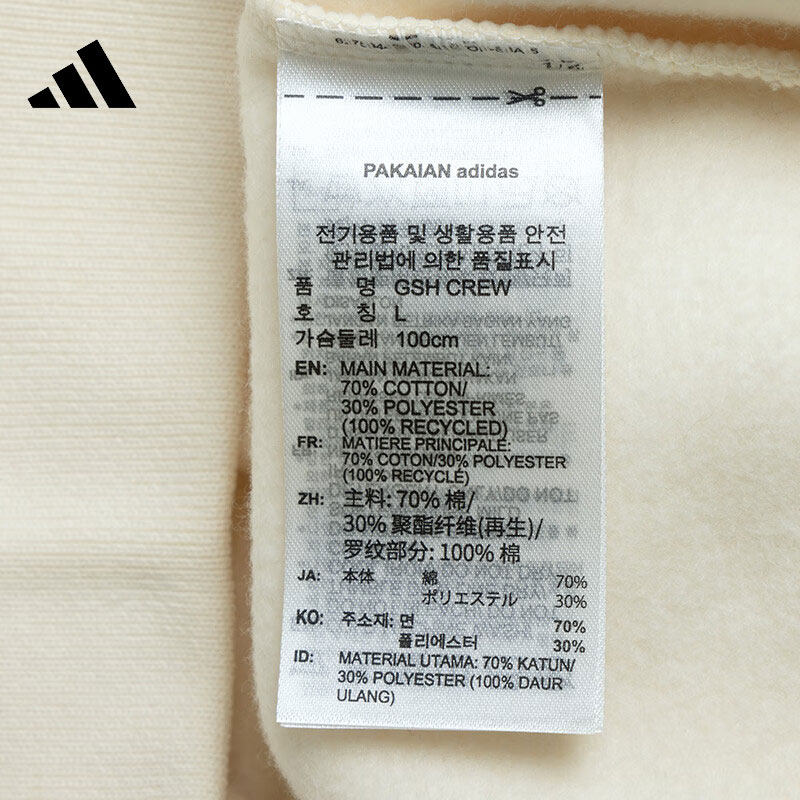 PAKAIAN adidas
전기용품 및 생활용품 안전
관리법에 의한 품질표시
품 명 GSH CREW
호 칭 L
가슴둘레 100cm
EN: MAIN MATERIAL:
70% COTTON/
30% POLYESTER
(100% RECYCLED)
FR: MATIERE PRINCIPALE:
70% COTON/30% POLYESTER
(100% RECYCLÉ)
ZH: 主料: 70% 棉/
30% 聚酯纤维(再生)/
罗纹部分: 100% 棉
JA: 本体 綿 70%
ポリエステル 30%
KO: 주소재: 면 70%
폴리에스터 30%
ID: MATERIAL UTAMA: 70% KATUN/
30% POLYESTER (100% DAUR
ULANG)